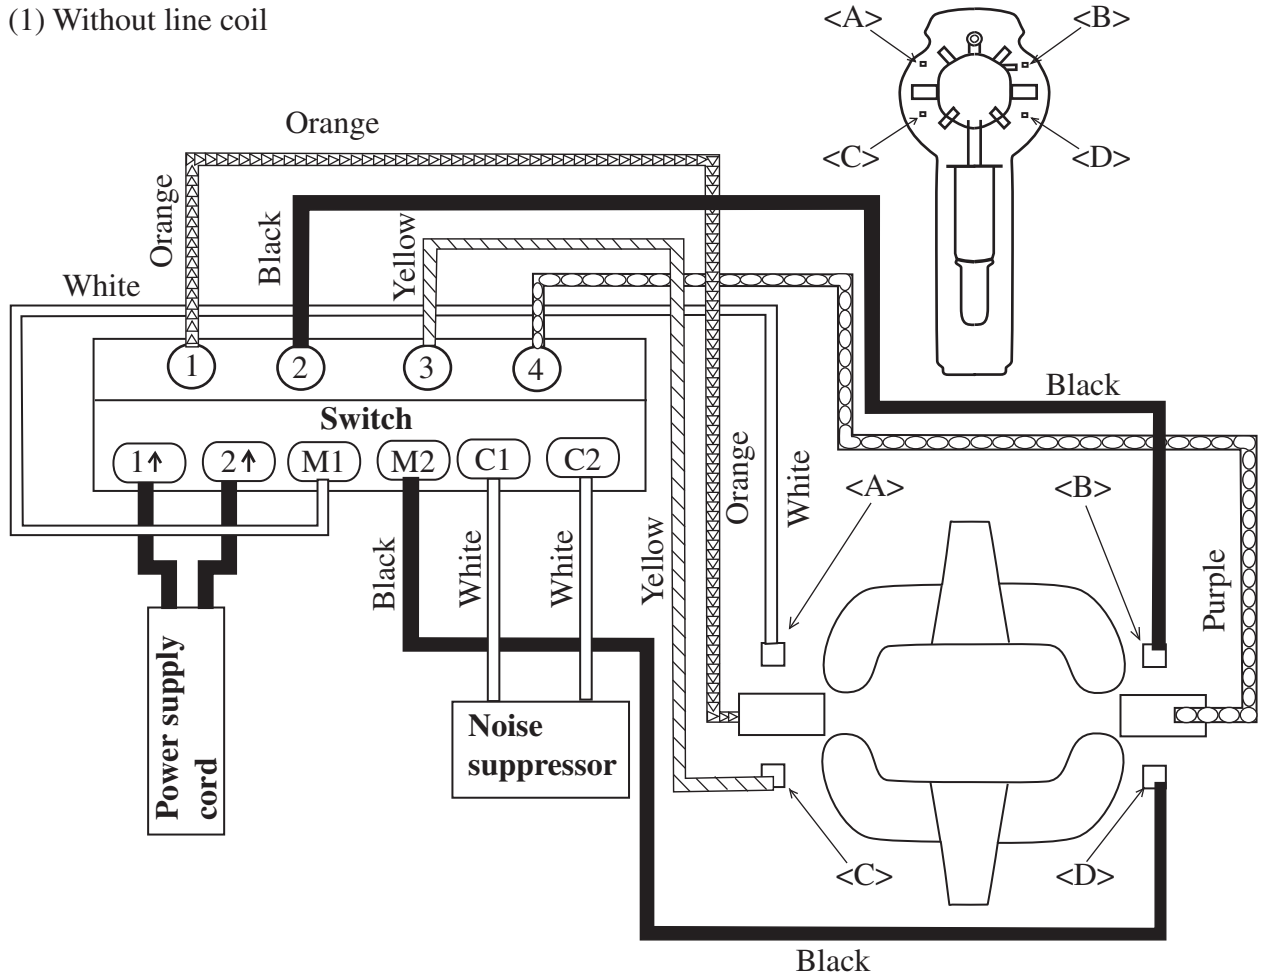 (1) Without line coil
<A>
<B>
<C>
<D>
Orange
Orange
Black
Yellow
White
1
2
3
4
Switch
1↑
2↑
M1
M2
C1
C2
Black
Orange
White
<A>
<B>
Black
White
White
Yellow
Purple
Power supply
cord
Noise
suppressor
<C>
<D>
Black